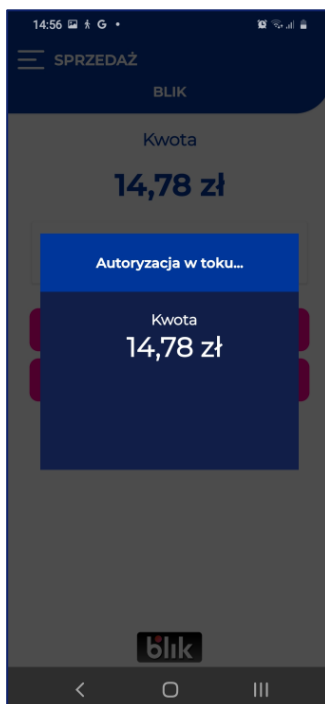 14:56 G
SPRZEDAŻ
BLIK
Kwota
14,78 zł
Autoryzacja w toku...
Kwota
14,78 zł
blik